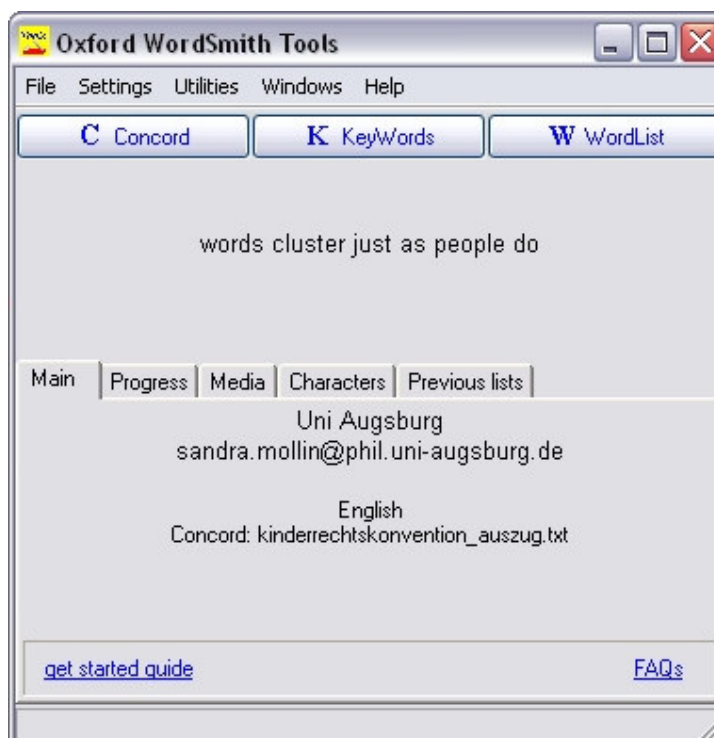 Oxford WordSmith Tools
File Settings Utilities Windows Help
C Concord K KeyWords W WordList
words cluster just as people do
Main Progress Media Characters Previous lists
Uni Augsburg
sandra.mollin@phil.uni-augsburg.de
English
Concord: kinderrechtskonvention_auszug.txt
get started guide FAQs